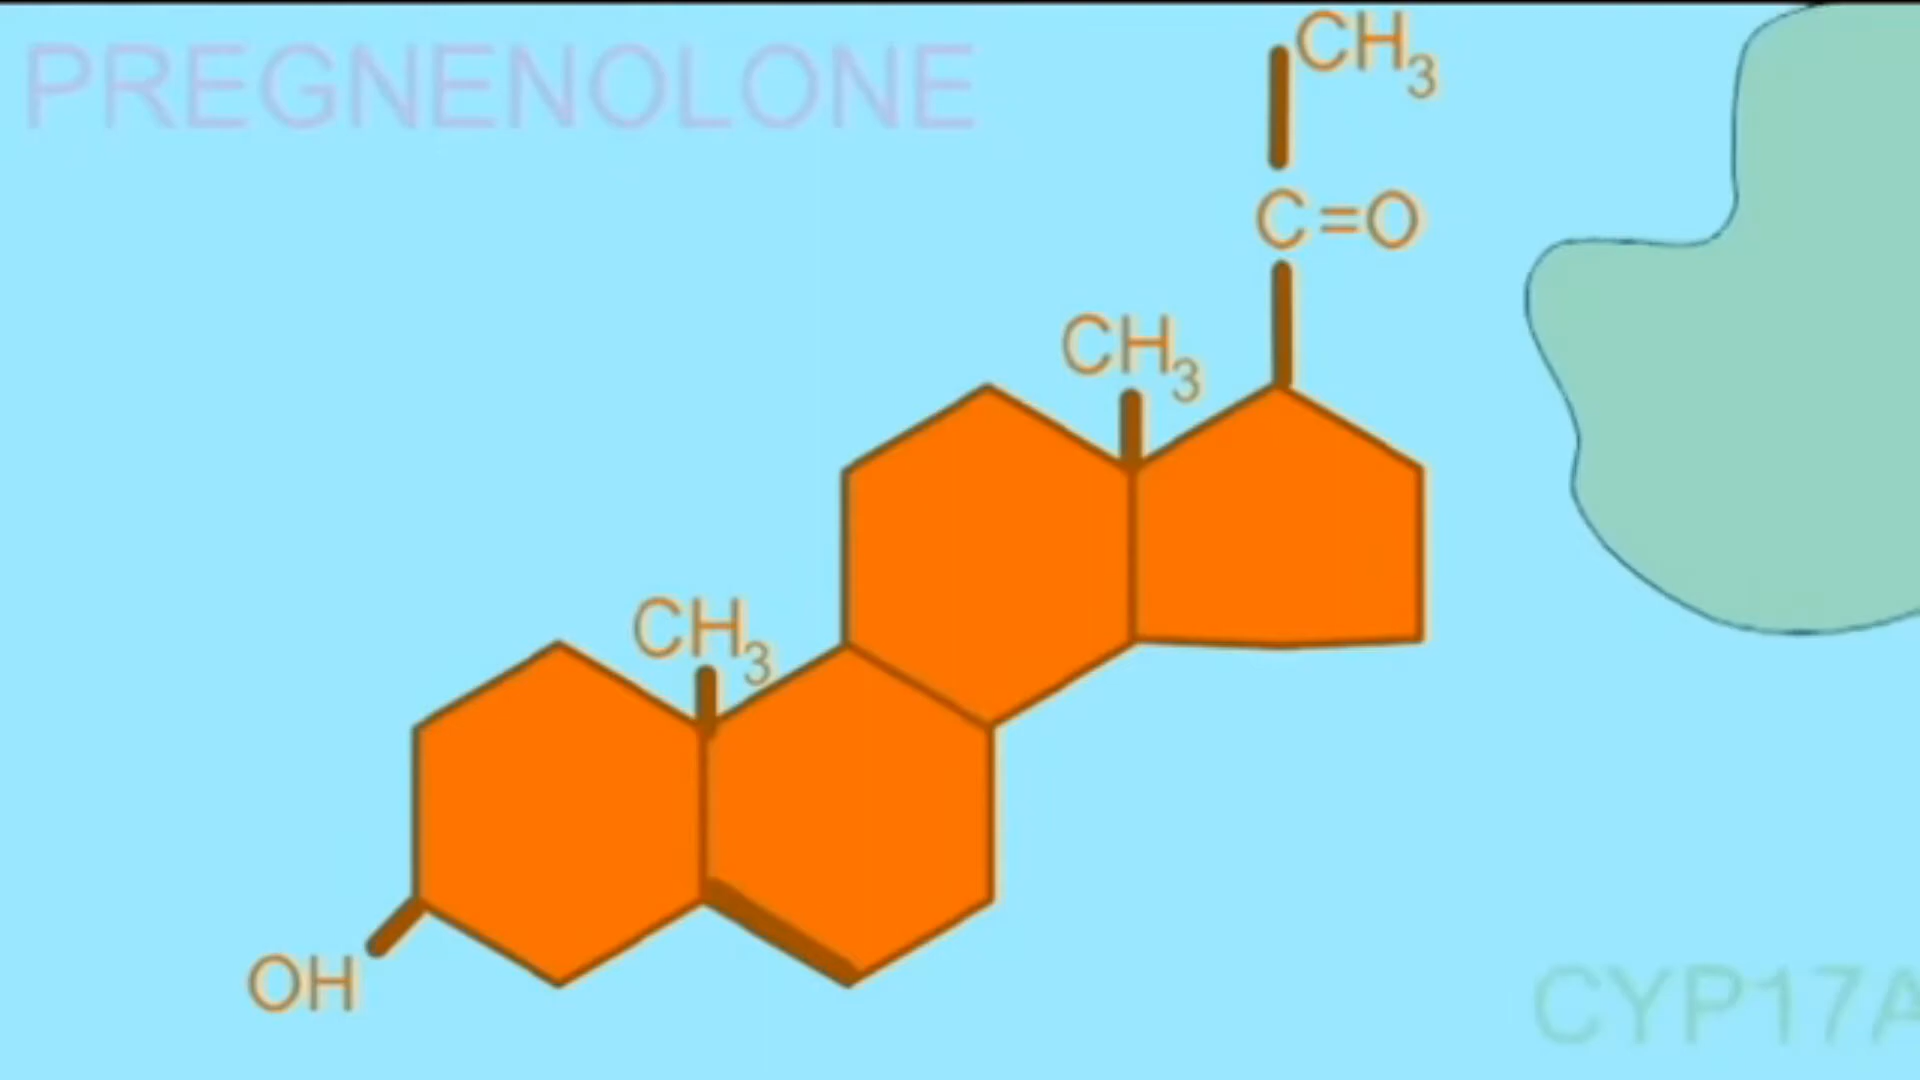 PREGNENOLONE
CH3
C=O
CH3
CH3
OH
CYP17A